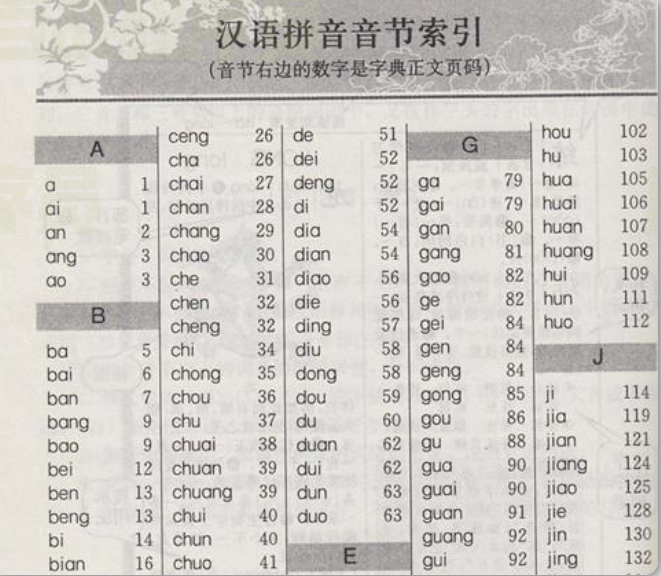 汉语拼音音节索引
(音节右边的数字是字典正文页码)
A
a 1
ai 1
an 2
ang 3
ao 3
B
ba 5
bai 6
ban 7
bang 9
bao 9
bei 12
ben 13
beng 13
bi 14
bian 16
ceng 26
cha 26
chai 27
chan 28
chang 29
chao 30
che 31
chen 32
cheng 32
chi 34
chong 35
chou 36
chu 37
chuai 38
chuan 39
chuang 39
chui 40
chun 40
chuo 41
de 51
dei 52
deng 52
di 52
dia 54
dian 54
diao 56
die 56
ding 57
diu 58
dong 58
dou 59
du 60
duan 62
dui 62
dun 63
duo 63
E
G
ga 79
gai 79
gan 80
gang 81
gao 82
ge 82
gei 84
gen 84
geng 84
gong 85
gou 86
gu 88
gua 90
guai 90
guan 91
guang 92
gui 92
hou 102
hu 103
hua 105
huai 106
huan 107
huang 108
hui 109
hun 111
huo 112
J
ji 114
jia 119
jian 121
jiang 124
jiao 125
jie 128
jin 130
jing 132